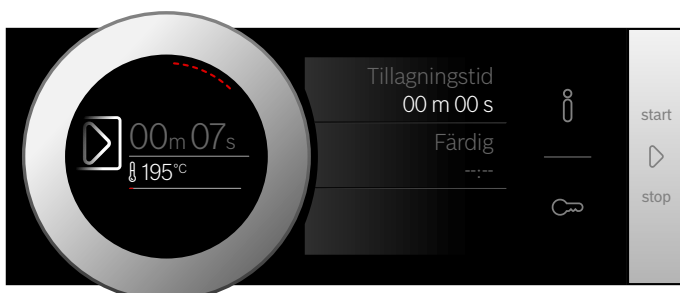 00m 07s
195°C
Tillagningstid
00 m 00 s
Färdig
--:--
start
stop